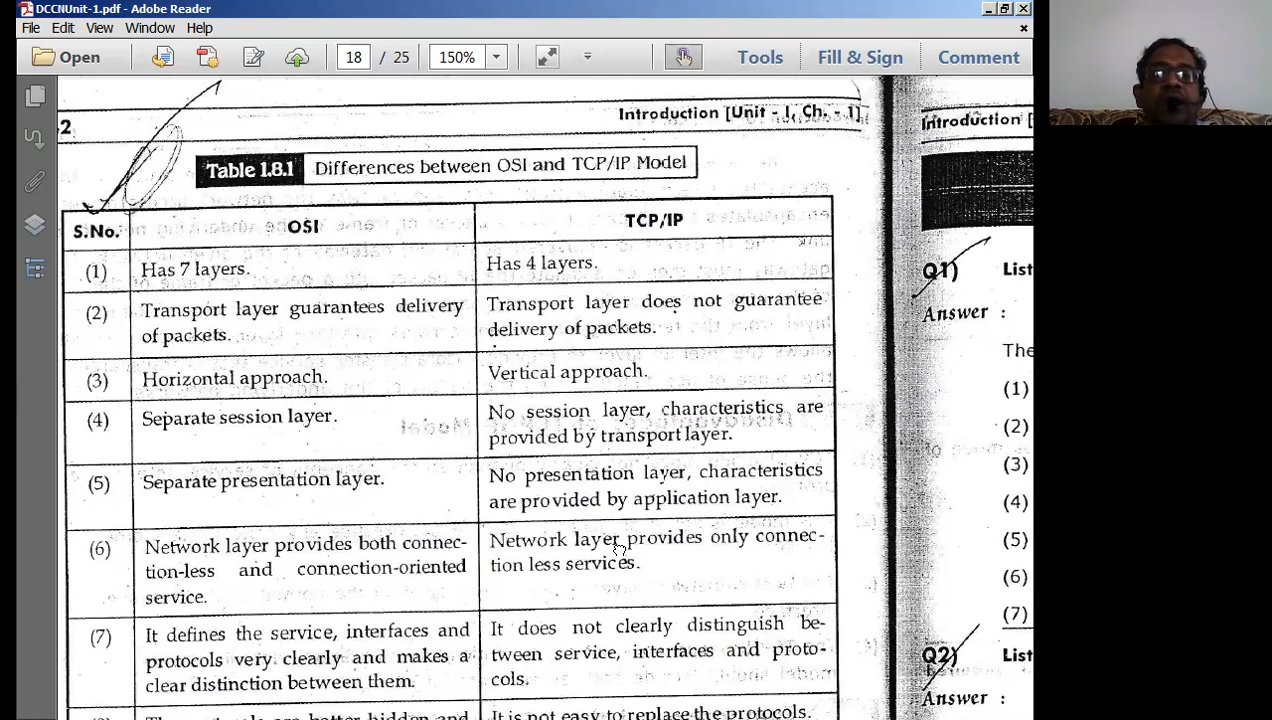 DCCNUnit-1.pdf - Adobe Reader
File Edit View Window Help
Open 18 / 25 150% Tools Fill & Sign Comment
-2 Introduction [Unit - I, Ch. - 1]
Table 1.8.1 Differences between OSI and TCP/IP Model
S.No. OSI TCP/IP
(1) Has 7 layers. Has 4 layers.
(2) Transport layer guarantees delivery
of packets.
Transport layer does not guarantee
delivery of packets.
(3) Horizontal approach. Vertical approach.
(4) Separate session layer.
No session layer, characteristics are
provided by transport layer.
(5) Separate presentation layer.
No presentation layer, characteristics
are provided by application layer.
(6) Network layer provides both connec-
tion-less and connection-oriented
service.
Network layer provides only connec-
tion less services.
(7) It defines the service, interfaces and
protocols very clearly and makes a
clear distinction between them.
It does not clearly distinguish be-
tween service, interfaces and proto-
cols.
It is not easy to replace the protocols.
Introduction [
Q1) List
Answer :
The
(1)
(2)
(3)
(4)
(5)
(6)
(7)
Q2) List
Answer :